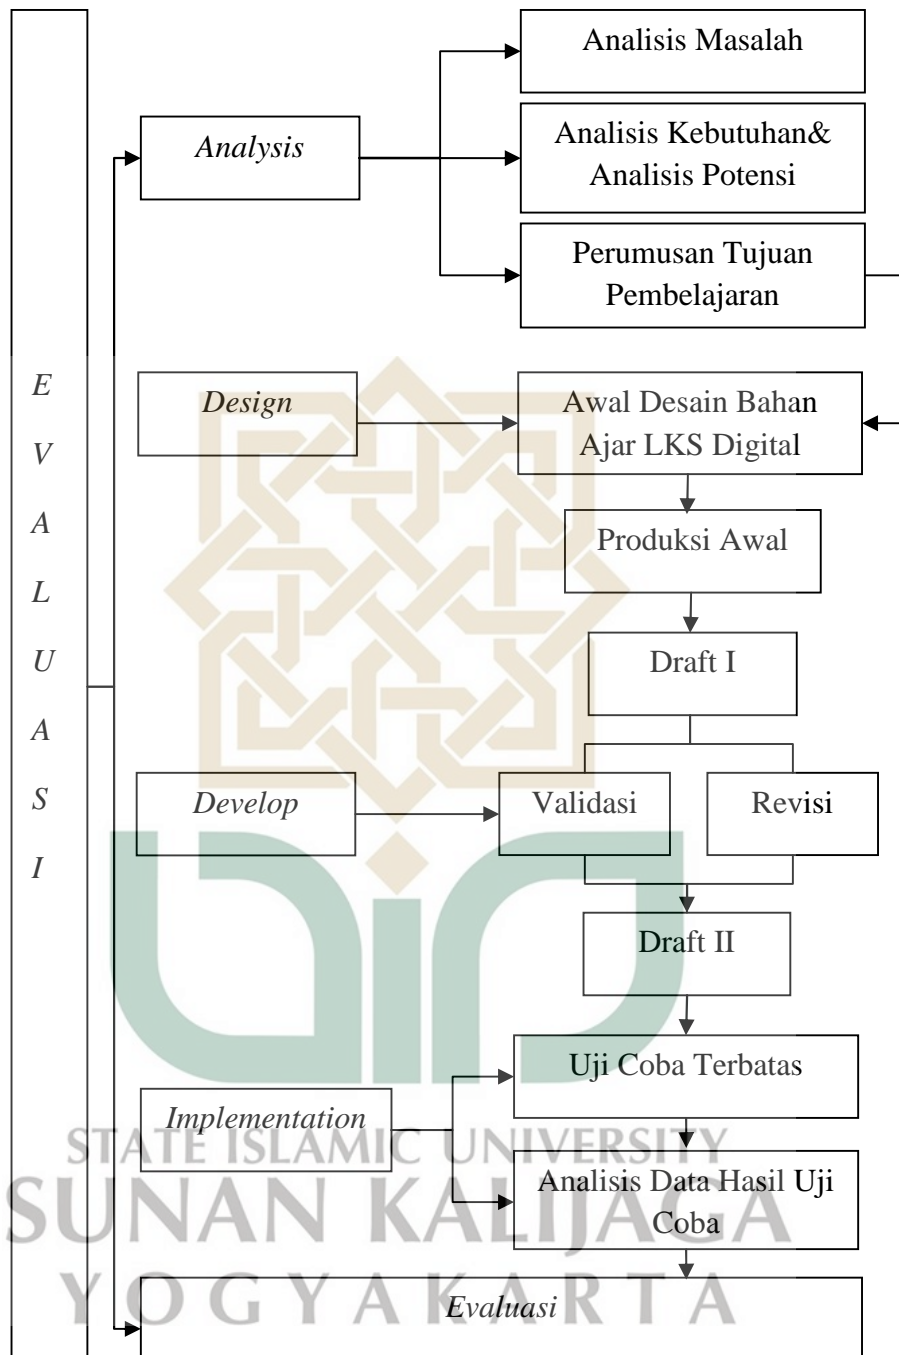 Analisis Masalah
Analysis
Analisis Kebutuhan&
Analisis Potensi
Perumusan Tujuan
Pembelajaran
E
V
A
L
U
A
S
I
Design
Awal Desain Bahan
Ajar LKS Digital
Produksi Awal
Draft I
Develop
Validasi
Revisi
Draft II
Uji Coba Terbatas
Implementation
Analisis Data Hasil Uji
Coba
Evaluasi
STATE ISLAMIC UNIVERSITY
SUNAN KALIJAGA
YOGYAKARTA